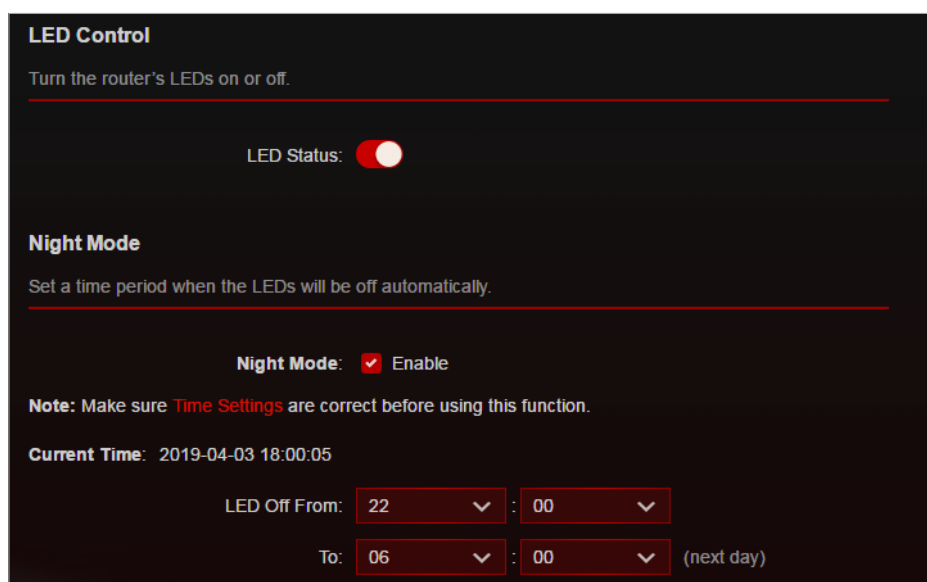 LED Control
Turn the router's LEDs on or off.
LED Status:
Night Mode
Set a time period when the LEDs will be off automatically.
Night Mode: Enable
Note: Make sure Time Settings are correct before using this function.
Current Time: 2019-04-03 18:00:05
LED Off From: 22 : 00
To: 06 : 00 (next day)